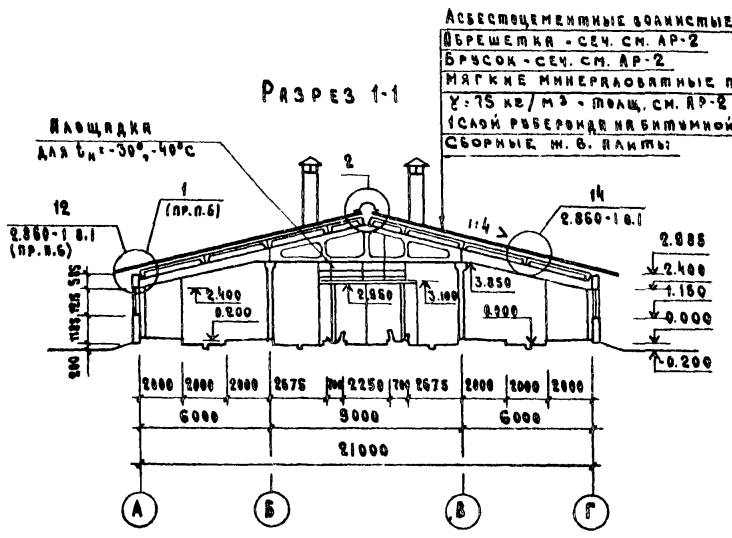 Асбестоцементные волнистые
Обрешетка - сеч. см. АР-2
Брусок - сеч. см. АР-2
Мягкие минераловатные п
γ=75 кг/м³ - толщ. см. АР-2
1 слой рубероида на битумной
Сборные ж. б. плиты
Разрез 1-1
Площадка
для tн=-30°,-40°С
2
1
(пр.п.6)
12
2.860-1 в.1
(пр.п.6)
14
2.860-1 в.1
1:4
2.985
2.400
1.150
0.000
0.200
2.400
0.200
2.950
3.100
3.850
0.200
200
2000 2000 2000 2675 700 2250 700 2675 2000 2000 2000
6000 9000 6000
21000
А Б В Г